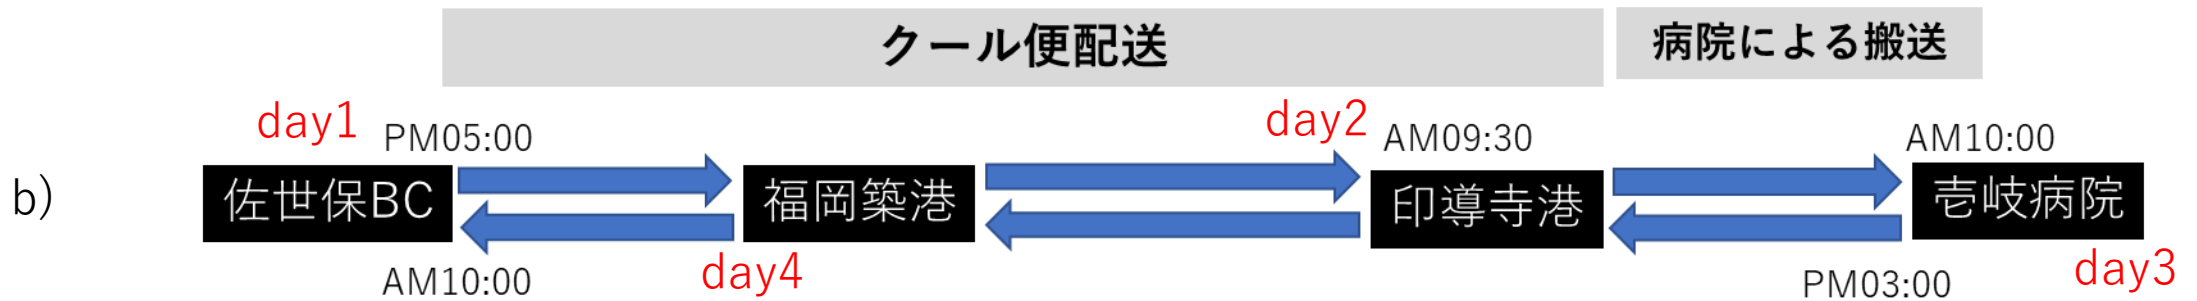 クール便配送
病院による搬送
day1
PM05:00
day2
AM09:30
AM10:00
b)
佐世保BC
福岡築港
印導寺港
壱岐病院
AM10:00
day4
PM03:00
day3